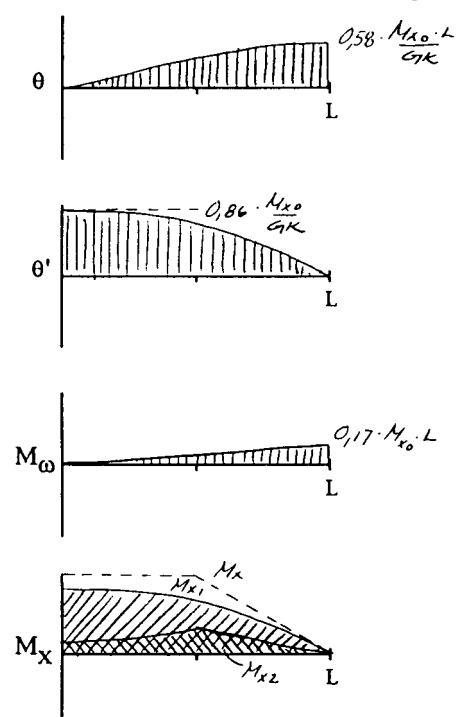 0,58 · Mx0 · L / GK
θ
L
0,86 · Mx0 / GK
θ'
L
0,17 · Mx0 · L
Mω
L
Mx
Mx1
Mx
Mx2
L